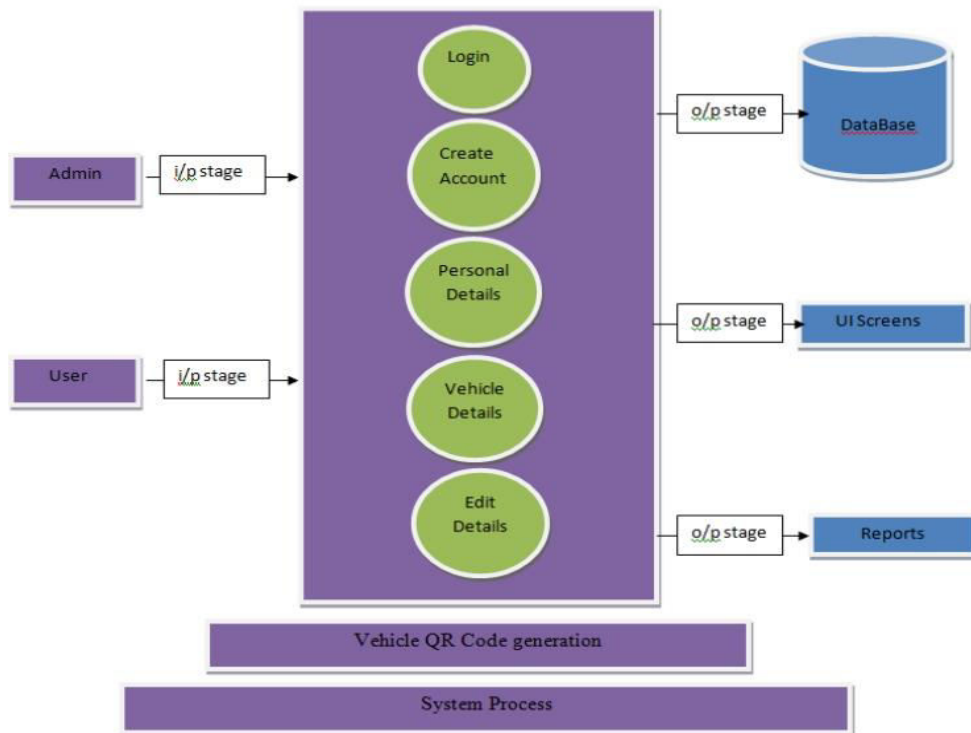 Login
o/p stage
DataBase
Create
Account
Admin
i/p stage
Personal
Details
o/p stage
UI Screens
User
i/p stage
Vehicle
Details
Edit
Details
o/p stage
Reports
Vehicle QR Code generation
System Process